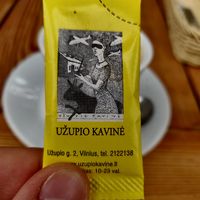 UŽUPIO KAVINĖ
Užupio g. 2, Vilnius, tel. 2122138
www.uzupiokavine.lt
10-23 val.